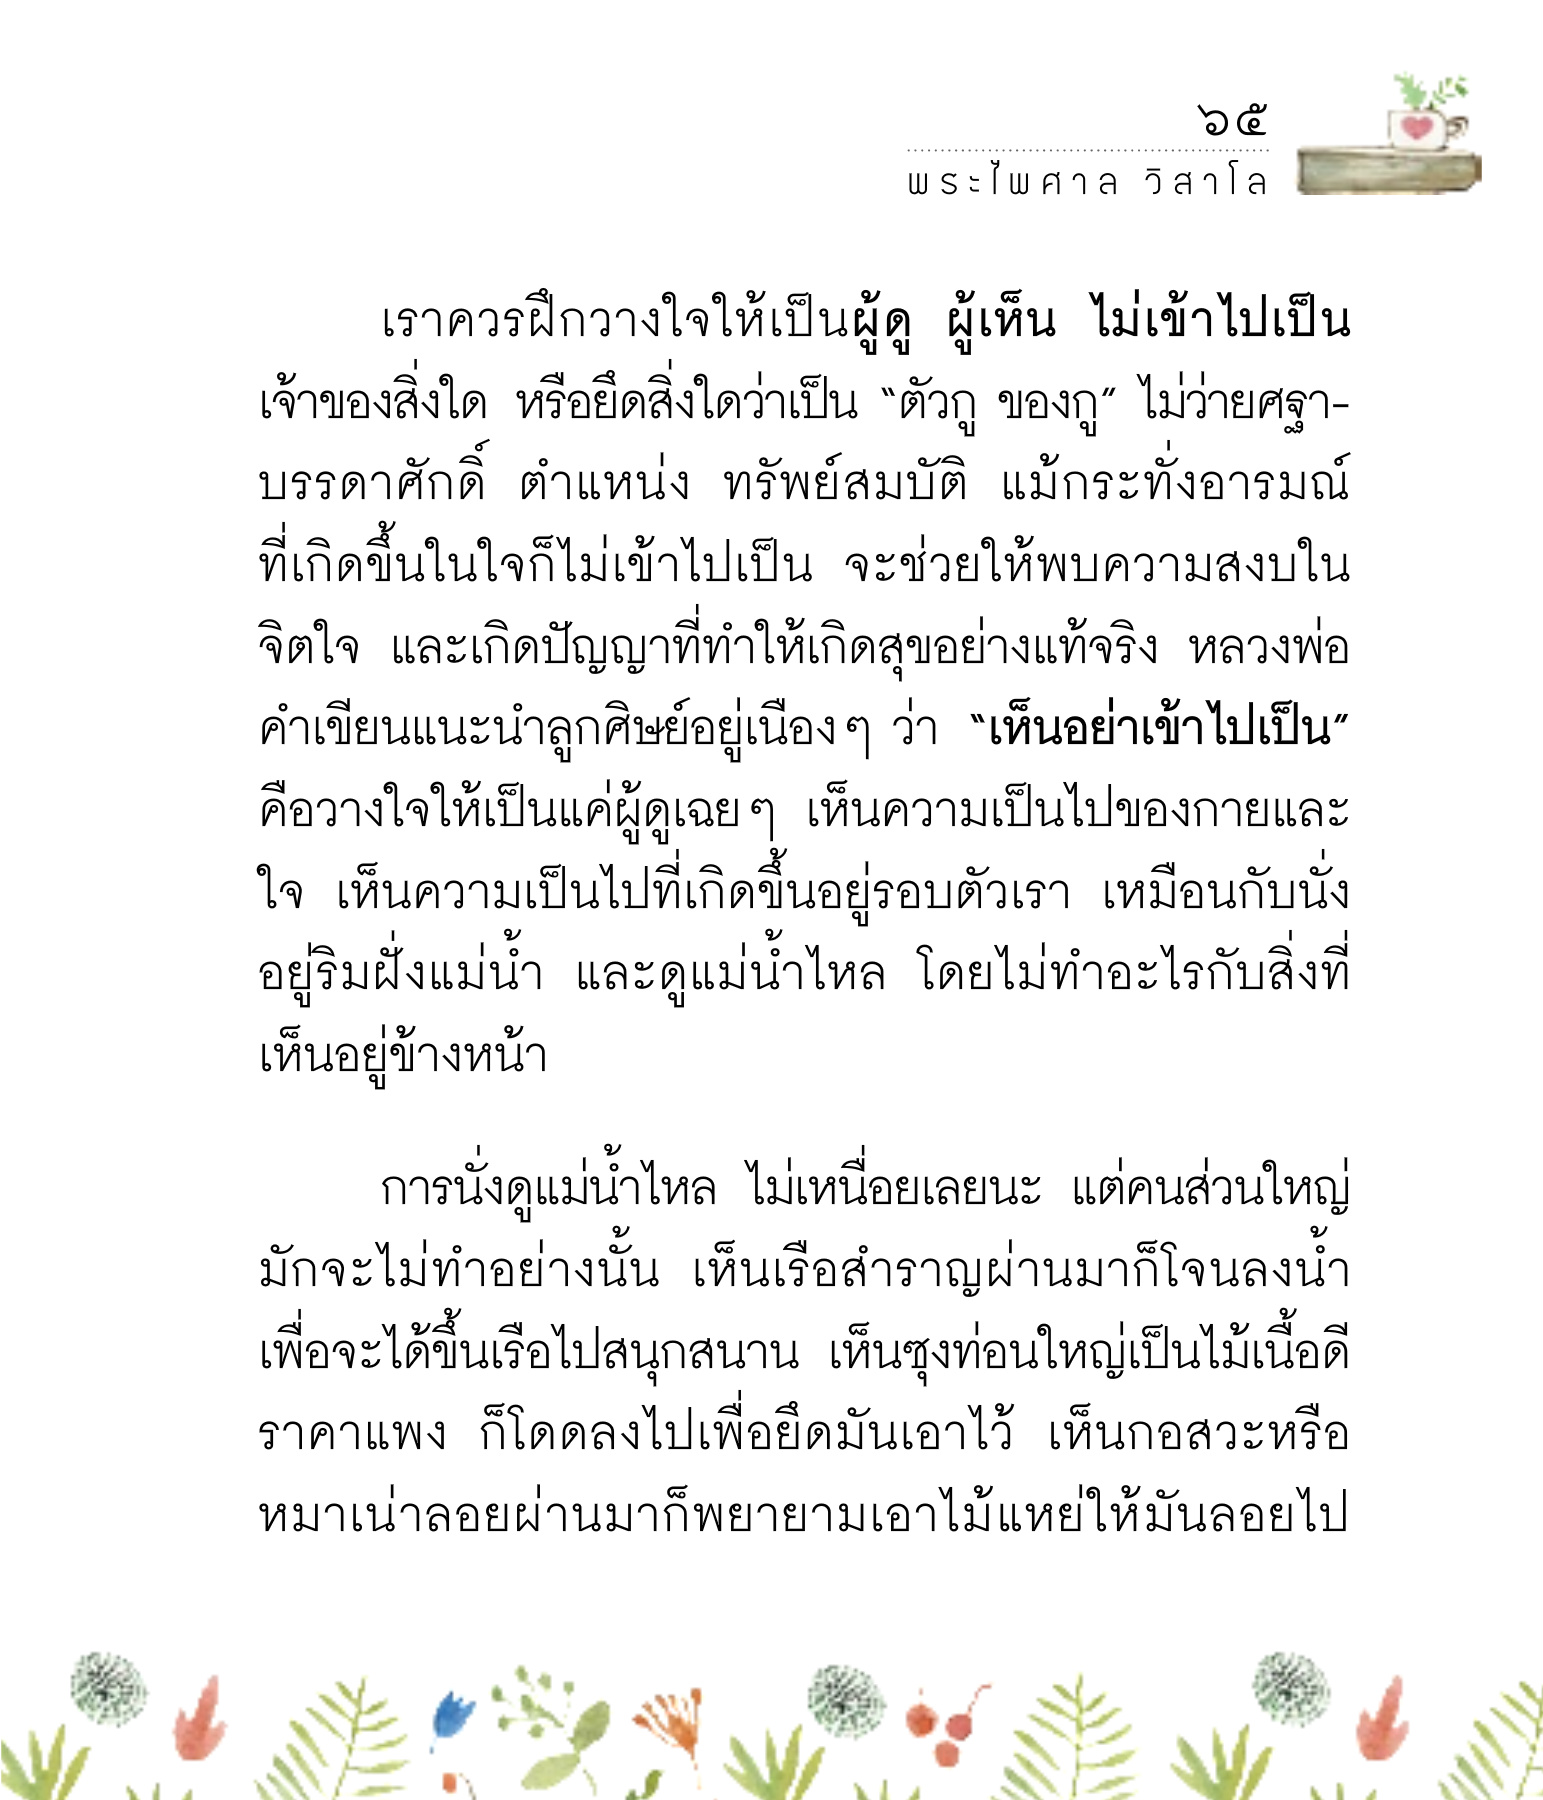 ๖๕
พระไพศาล วิสาโล
เราควรฝึกวางใจให้เป็นผู้ดู ผู้เห็น ไม่เข้าไปเป็น
เจ้าของสิ่งใด หรือยึดสิ่งใดว่าเป็น “ตัวกู ของกู” ไม่ว่ายศฐา-
บรรดาศักดิ์ ตำแหน่ง ทรัพย์สมบัติ แม้กระทั่งอารมณ์
ที่เกิดขึ้นในใจก็ไม่เข้าไปเป็น จะช่วยให้พบความสงบใน
จิตใจ และเกิดปัญญาที่ทำให้เกิดสุขอย่างแท้จริง หลวงพ่อ
คำเขียนแนะนำลูกศิษย์อยู่เนืองๆ ว่า “เห็นอย่าเข้าไปเป็น”
คือวางใจให้เป็นแค่ผู้ดูเฉยๆ เห็นความเป็นไปของกายและ
ใจ เห็นความเป็นไปที่เกิดขึ้นอยู่รอบตัวเรา เหมือนกับนั่ง
อยู่ริมฝั่งแม่น้ำ และดูแม่น้ำไหล โดยไม่ทำอะไรกับสิ่งที่
เห็นอยู่ข้างหน้า
การนั่งดูแม่น้ำไหล ไม่เหนื่อยเลยนะ แต่คนส่วนใหญ่
มักจะไม่ทำอย่างนั้น เห็นเรือสำราญผ่านมาก็โจนลงน้ำ
เพื่อจะได้ขึ้นเรือไปสนุกสนาน เห็นซุงท่อนใหญ่เป็นไม้เนื้อดี
ราคาแพง ก็โดดลงไปเพื่อยึดมันเอาไว้ เห็นกอสวะหรือ
หมาเน่าลอยผ่านมาก็พยายามเอาไม้แหย่ให้มันลอยไป